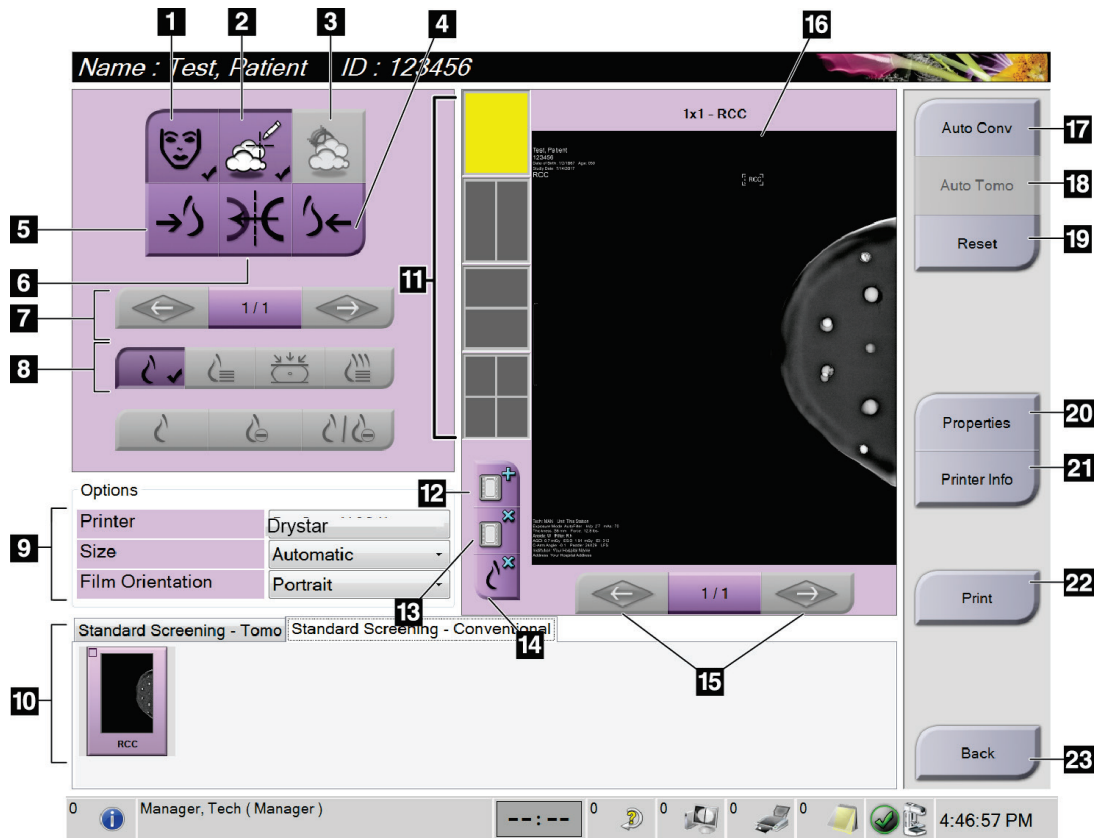 1 2 3 4 16
Name : Test, Patient ID : 123456
1x1 - RCC
Test, Patient
123456
RCC
RCC
Auto Conv 17
Auto Tomo 18
Reset 19
5
6
7 1 / 1
8
11
Properties 20
Printer Info 21
Options
12
9
Printer Drystar
Size Automatic
Film Orientation Portrait
13
14
1 / 1
15
Print 22
Standard Screening - Tomo Standard Screening - Conventional
10
RCC
Back 23
0 Manager, Tech ( Manager ) --:-- 0 0 0 0 4:46:57 PM